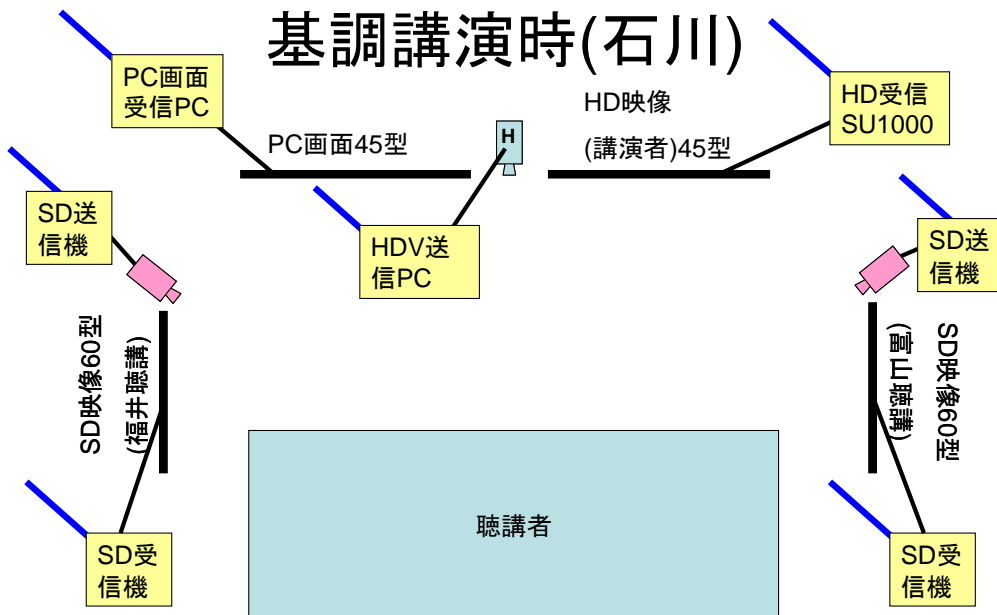 基調講演時(石川)
PC画面
受信PC
PC画面45型
H
HD映像
(講演者)45型
HD受信
SU1000
SD送
信機
HDV送
信PC
SD送
信機
SD映像60型
(福井聴講)
SD映像60型
(富山聴講)
聴講者
SD受
信機
SD受
信機